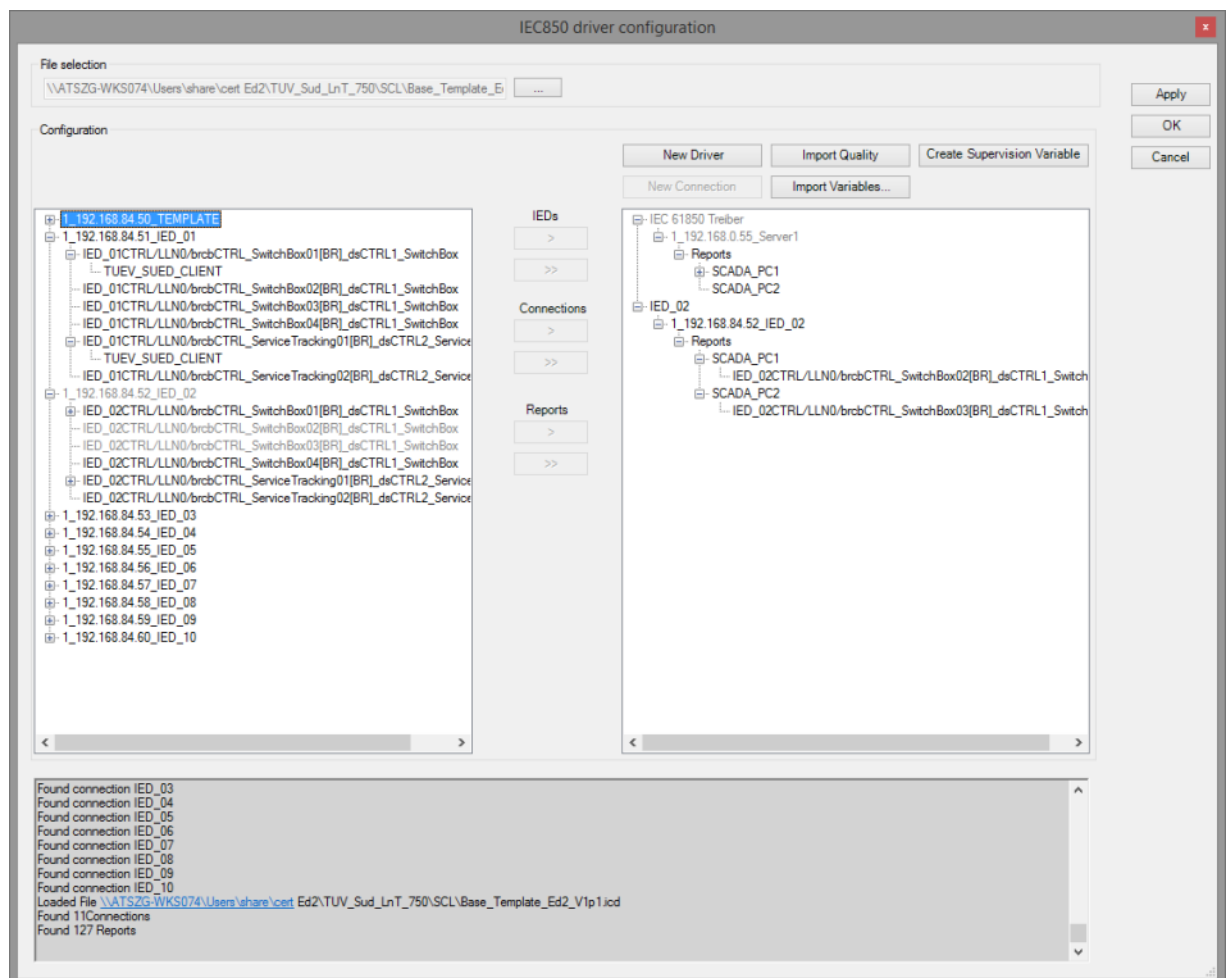 IEC850 driver configuration
x
File selection
\\ATSZG-WKS074\Users\share\cert Ed2\TUV_Sud_LnT_750\SCL\Base_Template_E
...
Apply
OK
Cancel
Configuration
New Driver
Import Quality
Create Supervision Variable
New Connection
Import Variables...
1_192.168.84.50_TEMPLATE
1_192.168.84.51_IED_01
IED_01CTRL/LLN0/brcbCTRL_SwitchBox01[BR]_dsCTRL1_SwitchBox
TUEV_SUED_CLIENT
IED_01CTRL/LLN0/brcbCTRL_SwitchBox02[BR]_dsCTRL1_SwitchBox
IED_01CTRL/LLN0/brcbCTRL_SwitchBox03[BR]_dsCTRL1_SwitchBox
IED_01CTRL/LLN0/brcbCTRL_SwitchBox04[BR]_dsCTRL1_SwitchBox
IED_01CTRL/LLN0/brcbCTRL_ServiceTracking01[BR]_dsCTRL2_Service
TUEV_SUED_CLIENT
IED_01CTRL/LLN0/brcbCTRL_ServiceTracking02[BR]_dsCTRL2_Service
1_192.168.84.52_IED_02
IED_02CTRL/LLN0/brcbCTRL_SwitchBox01[BR]_dsCTRL1_SwitchBox
IED_02CTRL/LLN0/brcbCTRL_SwitchBox02[BR]_dsCTRL1_SwitchBox
IED_02CTRL/LLN0/brcbCTRL_SwitchBox03[BR]_dsCTRL1_SwitchBox
IED_02CTRL/LLN0/brcbCTRL_SwitchBox04[BR]_dsCTRL1_SwitchBox
IED_02CTRL/LLN0/brcbCTRL_ServiceTracking01[BR]_dsCTRL2_Service
IED_02CTRL/LLN0/brcbCTRL_ServiceTracking02[BR]_dsCTRL2_Service
1_192.168.84.53_IED_03
1_192.168.84.54_IED_04
1_192.168.84.55_IED_05
1_192.168.84.56_IED_06
1_192.168.84.57_IED_07
1_192.168.84.58_IED_08
1_192.168.84.59_IED_09
1_192.168.84.60_IED_10
IEDs
>
>>
Connections
>
>>
Reports
>
>>
IEC 61850 Treiber
1_192.168.0.55_Server1
Reports
SCADA_PC1
SCADA_PC2
IED_02
1_192.168.84.52_IED_02
Reports
SCADA_PC1
IED_02CTRL/LLN0/brcbCTRL_SwitchBox02[BR]_dsCTRL1_Switch
SCADA_PC2
IED_02CTRL/LLN0/brcbCTRL_SwitchBox03[BR]_dsCTRL1_Switch
Found connection IED_03
Found connection IED_04
Found connection IED_05
Found connection IED_06
Found connection IED_07
Found connection IED_08
Found connection IED_09
Found connection IED_10
Loaded File \\ATSZG-WKS074\Users\share\cert Ed2\TUV_Sud_LnT_750\SCL\Base_Template_Ed2_V1p1.icd
Found 11Connections
Found 127 Reports